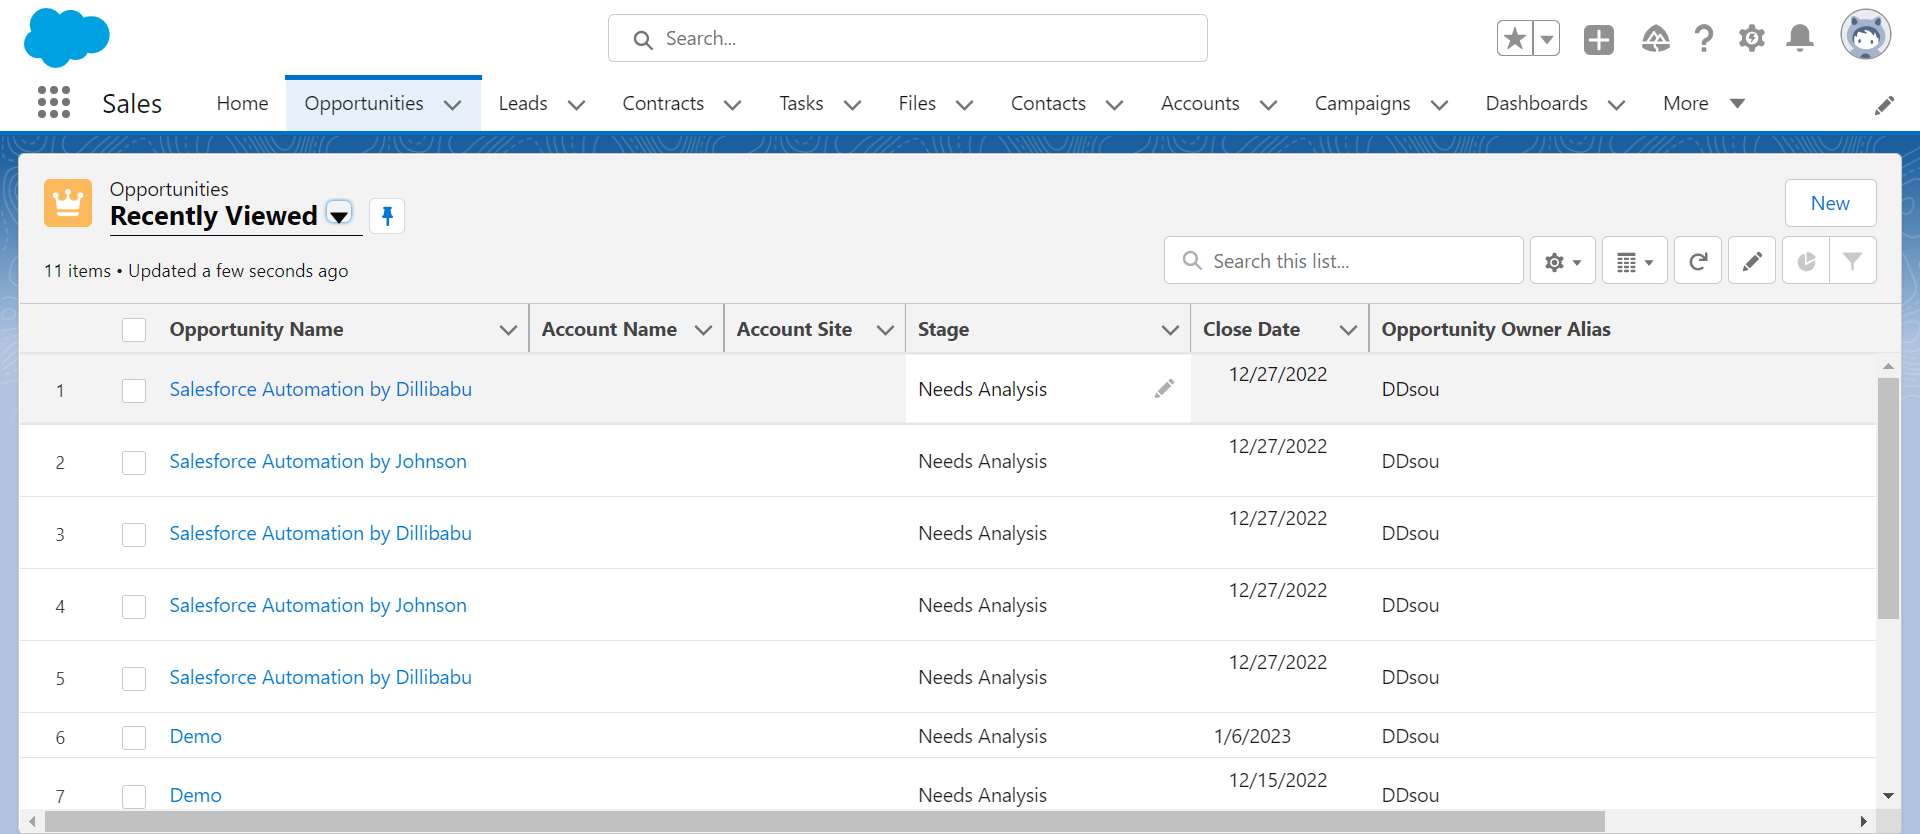 Search...
Sales Home Opportunities Leads Contracts Tasks Files Contacts Accounts Campaigns Dashboards More
Opportunities
Recently Viewed
New
11 items • Updated a few seconds ago
Search this list...
Opportunity Name Account Name Account Site Stage Close Date Opportunity Owner Alias
1 Salesforce Automation by Dillibabu Needs Analysis 12/27/2022 DDsou
2 Salesforce Automation by Johnson Needs Analysis 12/27/2022 DDsou
3 Salesforce Automation by Dillibabu Needs Analysis 12/27/2022 DDsou
4 Salesforce Automation by Johnson Needs Analysis 12/27/2022 DDsou
5 Salesforce Automation by Dillibabu Needs Analysis 12/27/2022 DDsou
6 Demo Needs Analysis 1/6/2023 DDsou
7 Demo Needs Analysis 12/15/2022 DDsou